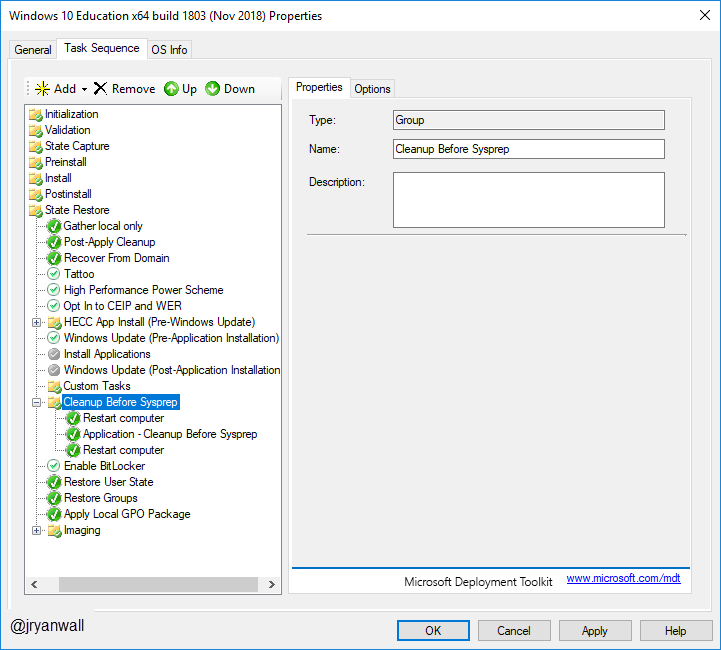 Windows 10 Education x64 build 1803 (Nov 2018) Properties
General Task Sequence OS Info
Add Remove Up Down
Initialization
Validation
State Capture
Preinstall
Install
Postinstall
State Restore
Gather local only
Post-Apply Cleanup
Recover From Domain
Tattoo
High Performance Power Scheme
Opt In to CEIP and WER
HECC App Install (Pre-Windows Update)
Windows Update (Pre-Application Installation)
Install Applications
Windows Update (Post-Application Installation
Custom Tasks
Cleanup Before Sysprep
Restart computer
Application - Cleanup Before Sysprep
Restart computer
Enable BitLocker
Restore User State
Restore Groups
Apply Local GPO Package
Imaging
Properties Options
Type: Group
Name: Cleanup Before Sysprep
Description:
Microsoft Deployment Toolkit www.microsoft.com/mdt
@jryanwall
OK Cancel Apply Help